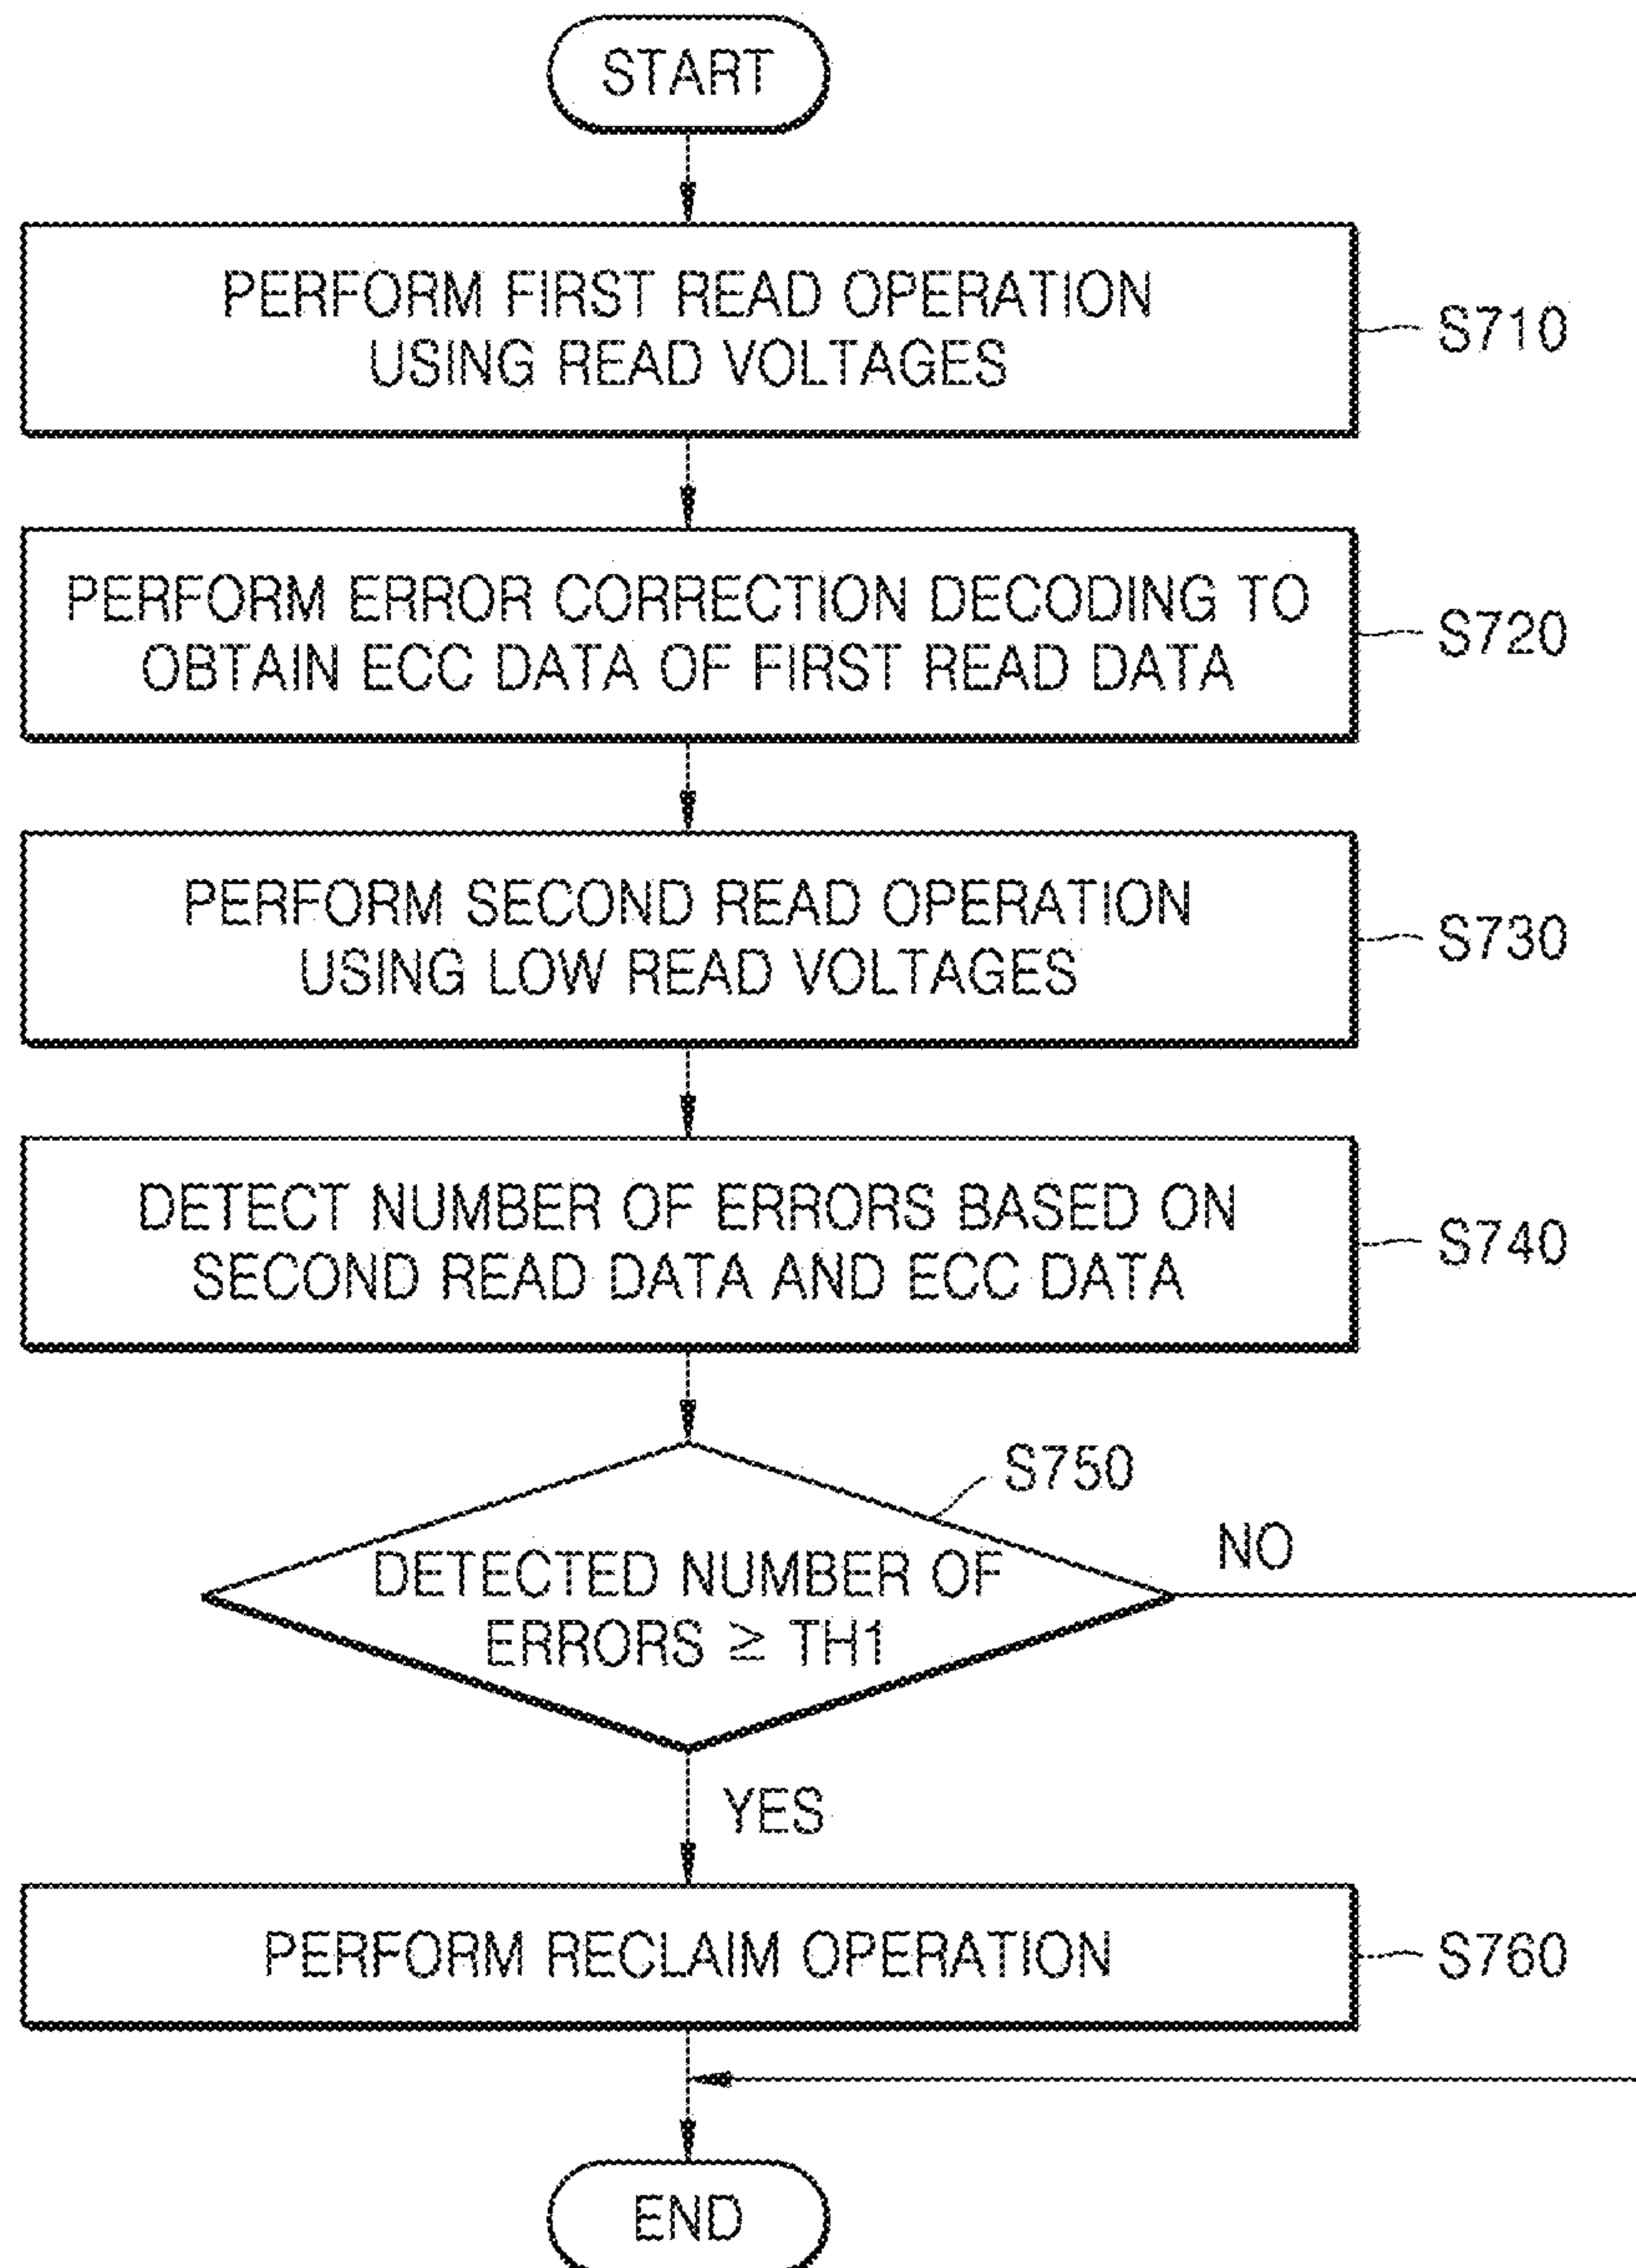 START
PERFORM FIRST READ OPERATION
USING READ VOLTAGES
S710
PERFORM ERROR CORRECTION DECODING TO
OBTAIN ECC DATA OF FIRST READ DATA
S720
PERFORM SECOND READ OPERATION
USING LOW READ VOLTAGES
S730
DETECT NUMBER OF ERRORS BASED ON
SECOND READ DATA AND ECC DATA
S740
S750
DETECTED NUMBER OF
ERRORS ≥ TH1
NO
YES
PERFORM RECLAIM OPERATION
S760
END